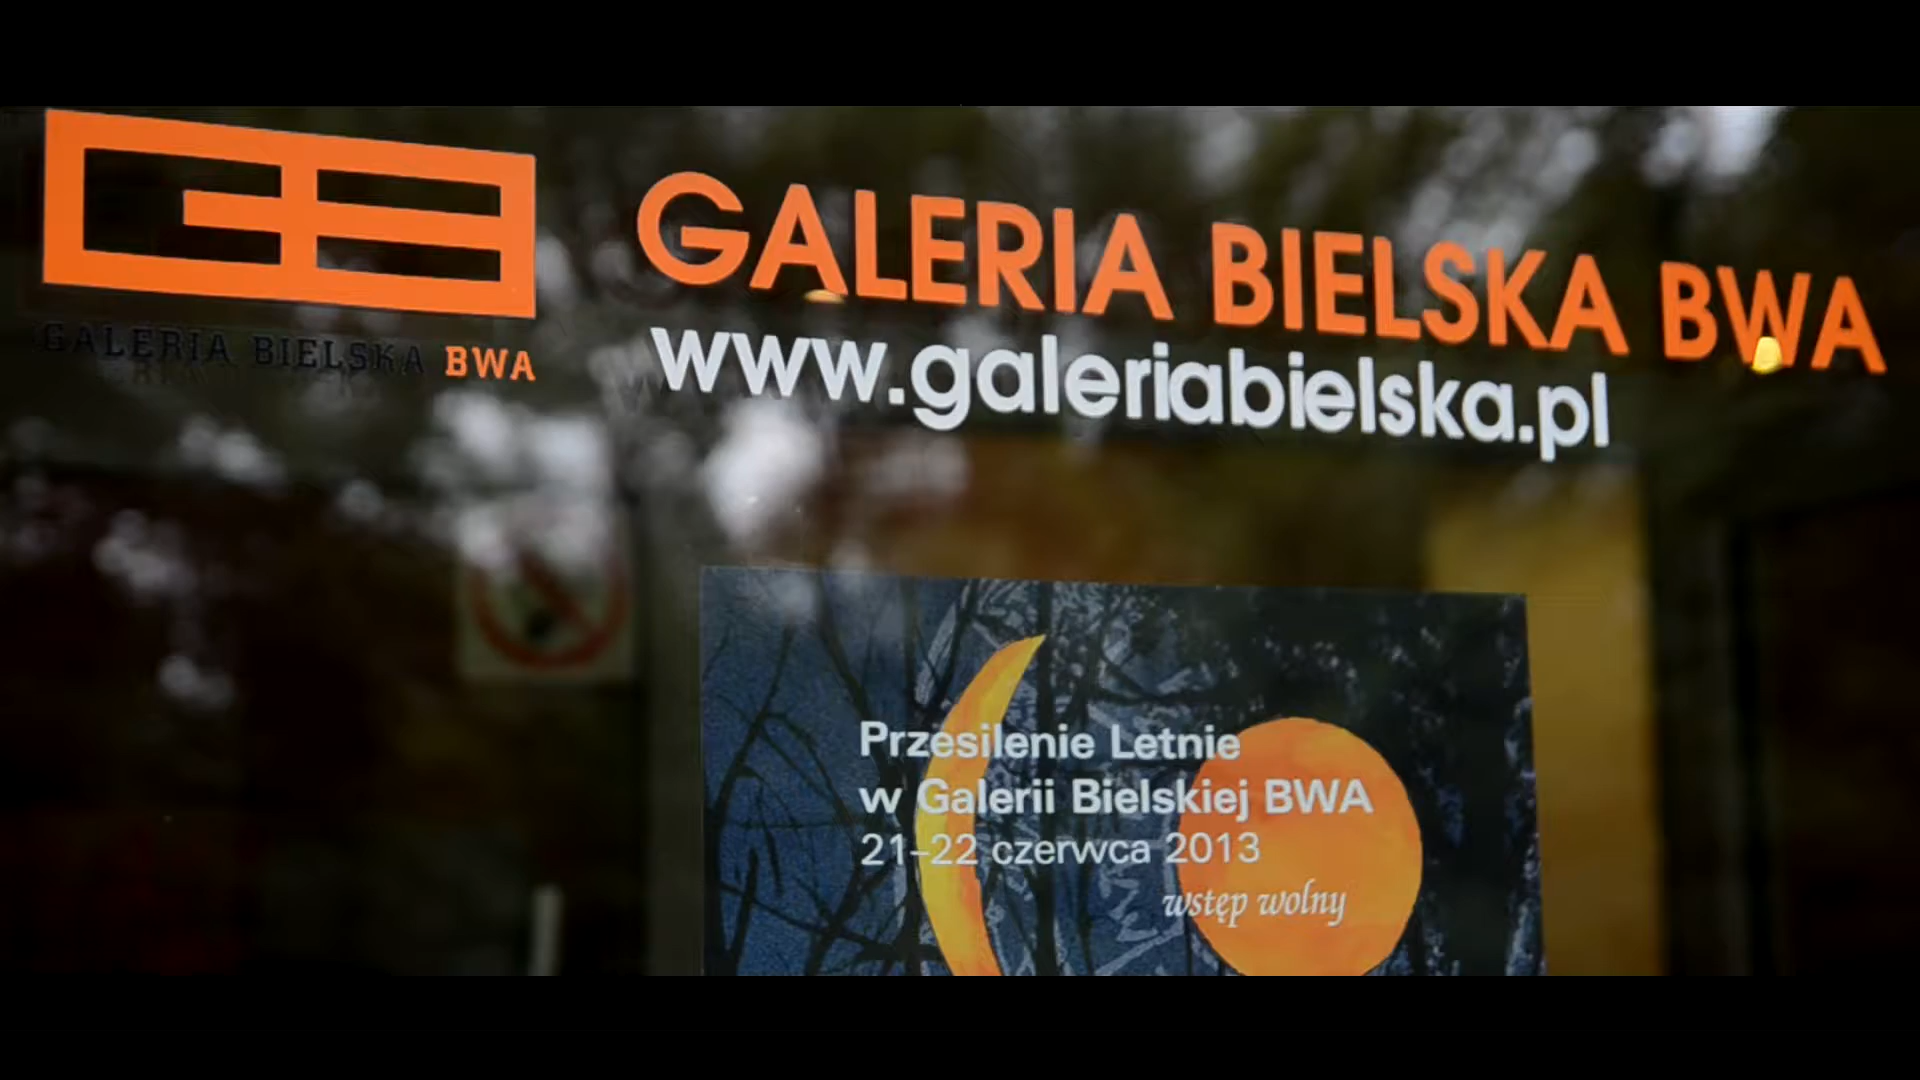 GALERIA BIELSKA BWA
GALERIA BIELSKA BWA
www.galeriabielska.pl
Przesilenie Letnie
w Galerii Bielskiej BWA
21–22 czerwca 2013
wstęp wolny